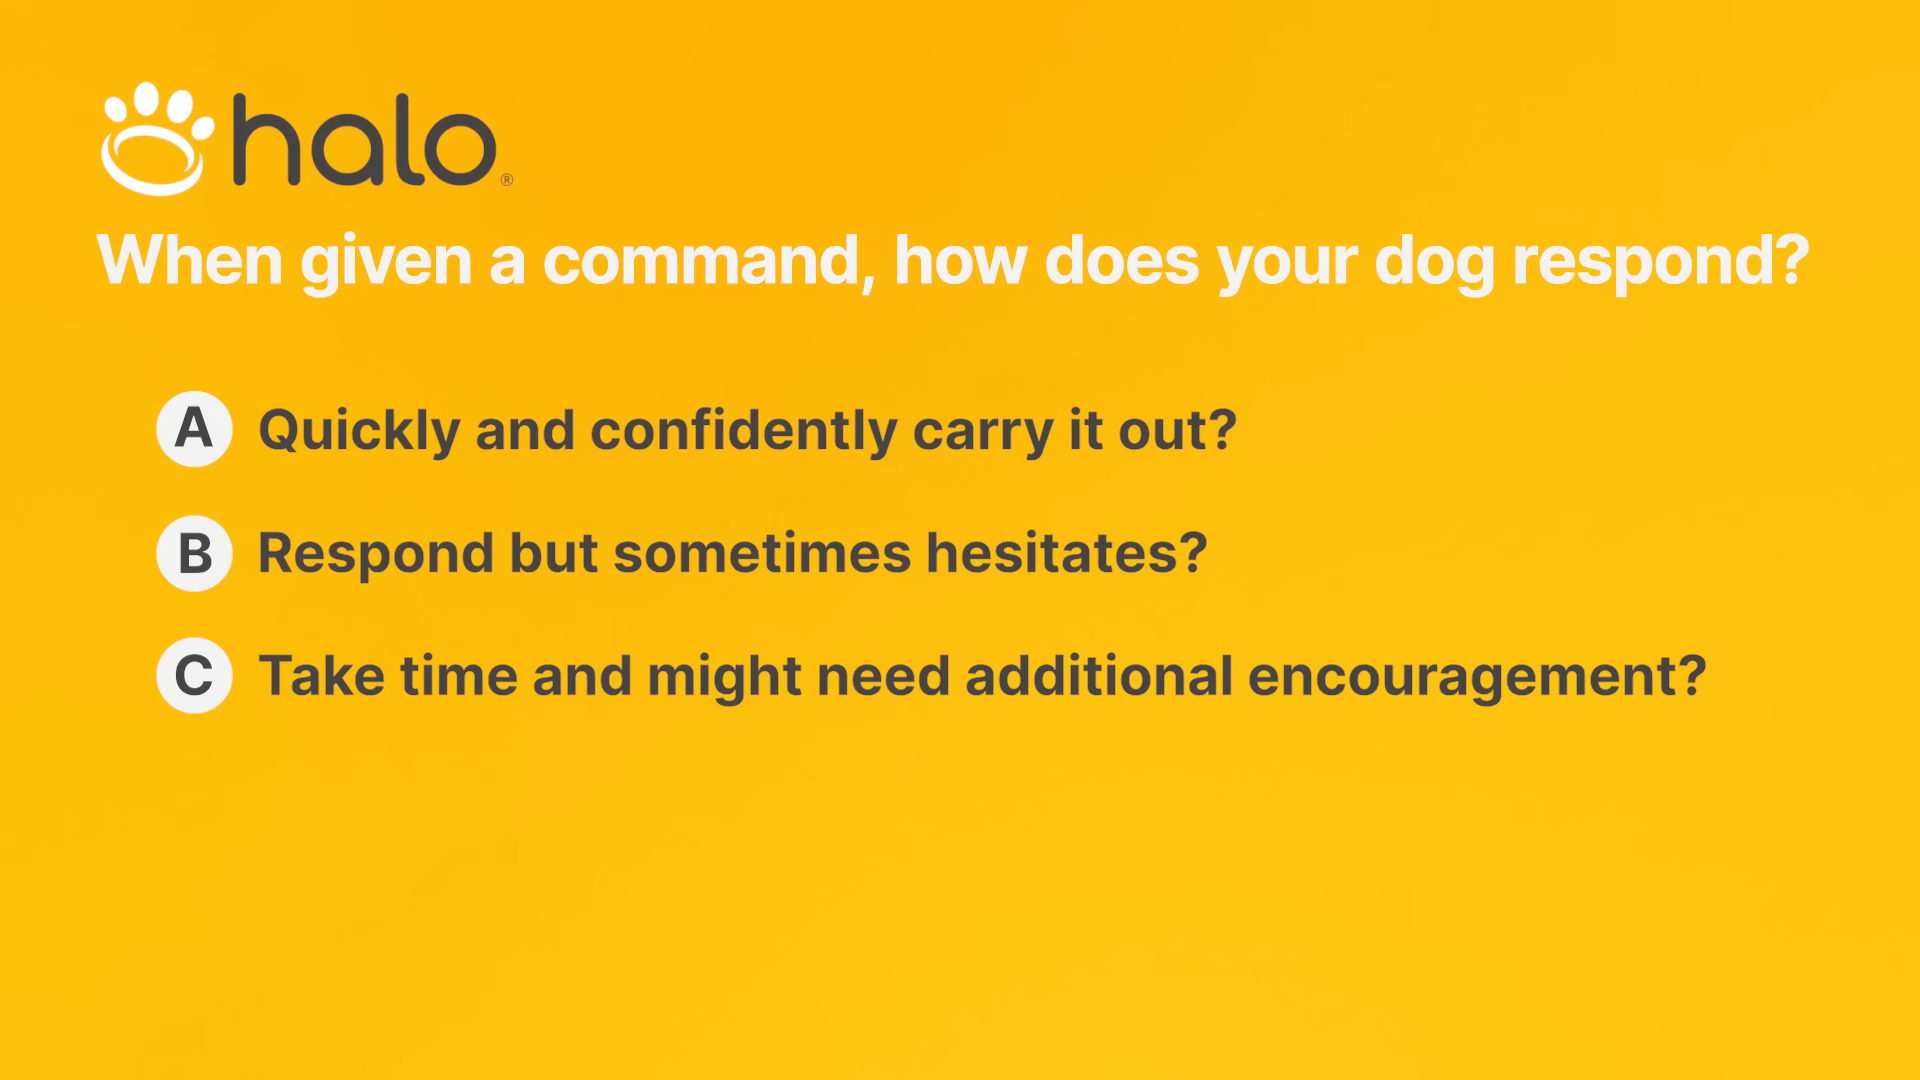 halo®
When given a command, how does your dog respond?
A Quickly and confidently carry it out?
B Respond but sometimes hesitates?
C Take time and might need additional encouragement?